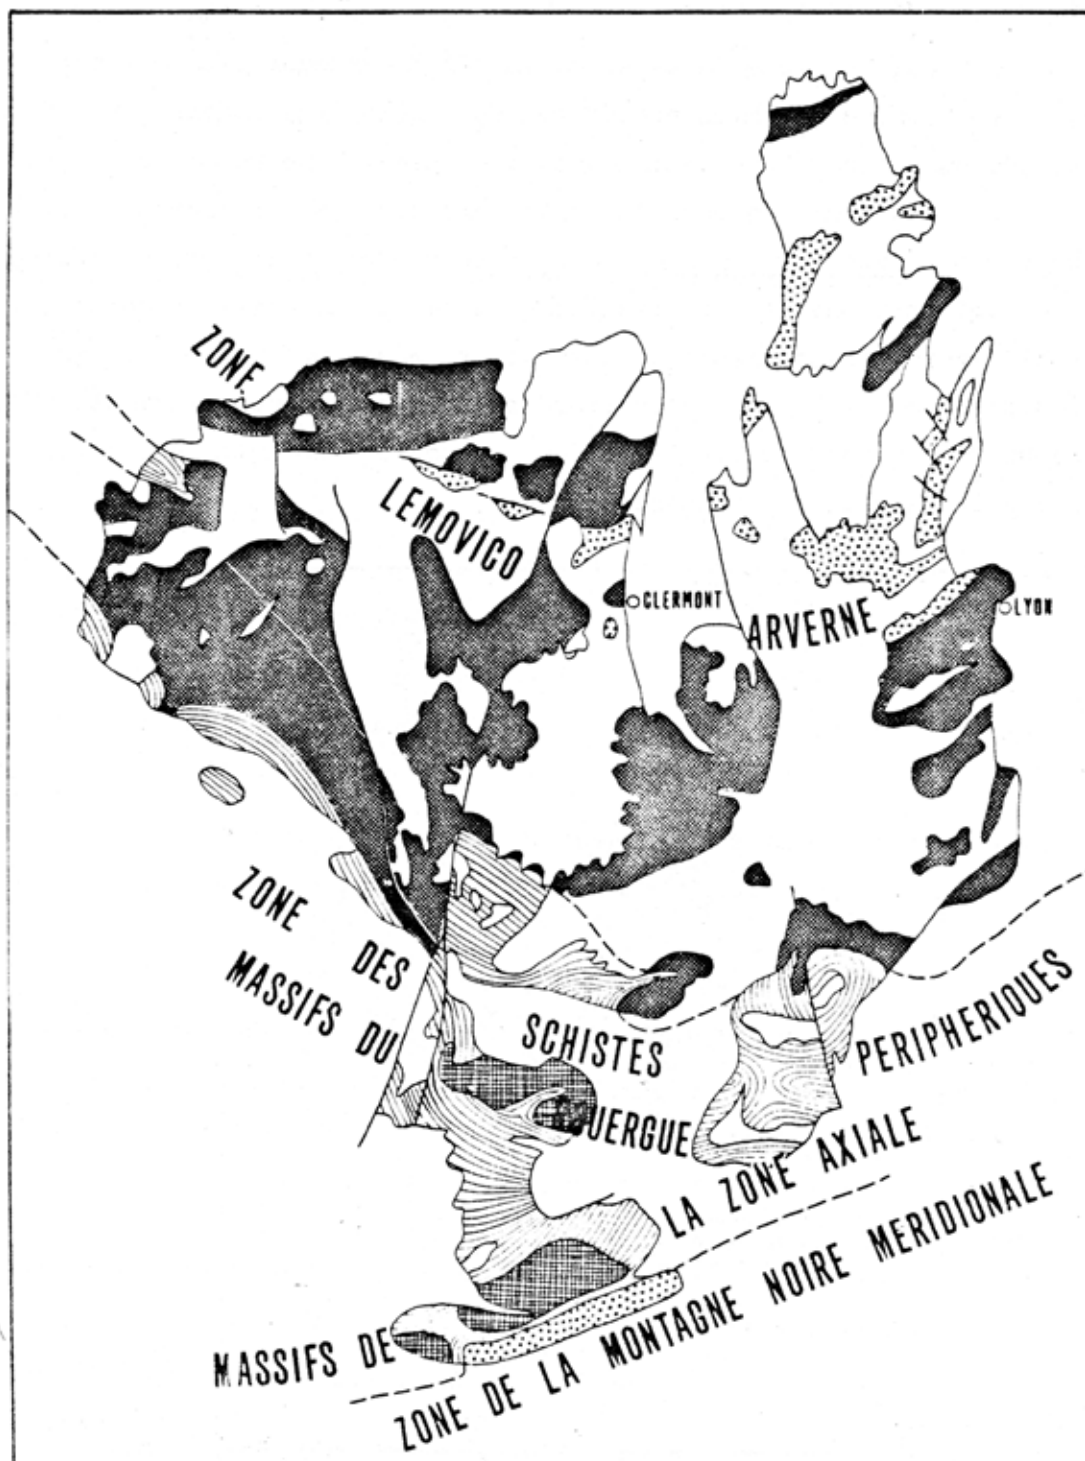 ZONE
LEMOVICO
CLERMONT
ARVERNE
LYON
ZONE DES
MASSIFS DU
SCHISTES
PERIPHERIQUES
UERGUE
LA ZONE AXIALE
MASSIFS DE
ZONE DE LA MONTAGNE NOIRE MERIDIONALE